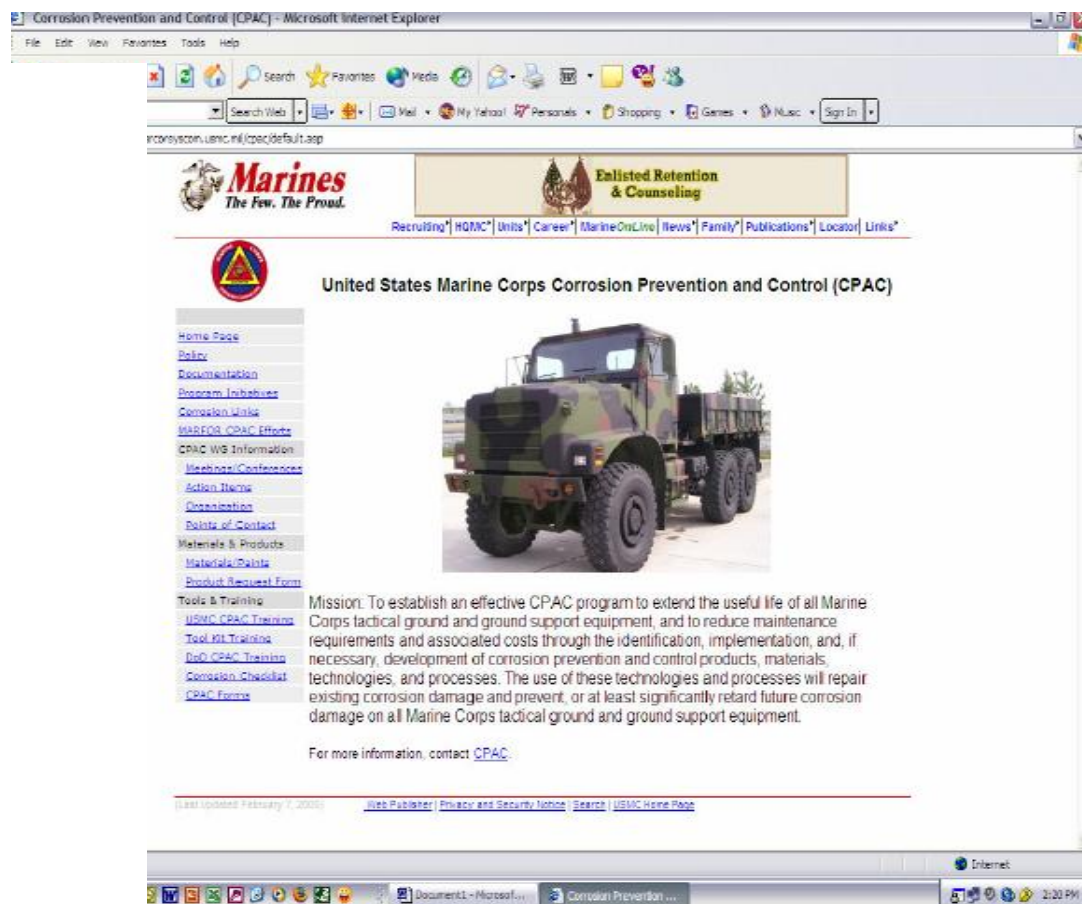 Corrosion Prevention and Control (CPAC) - Microsoft Internet Explorer
File Edit View Favorites Tools Help
Search Favorites Media
Search Web Mail My Yahoo! Personals Shopping Games Music Sign In
rcorsyscom.usmc.mil/cpac/default.asp
Marines
The Few. The Proud.
Enlisted Retention
& Counseling
Recruiting HQMC Units Career MarineOnLine News Family Publications Locator Links
United States Marine Corps Corrosion Prevention and Control (CPAC)
Home Page
Policy
Documentation
Program Initiatives
Corrosion Links
MARFOR CPAC Efforts
CPAC WG Information
Meetings/Conferences
Action Items
Organization
Points of Contact
Materials & Products
Materials/Paints
Product Request Form
Tools & Training
USMC CPAC Training
Tool Kit Training
DoD CPAC Training
Corrosion Checklist
CPAC Forms
Mission: To establish an effective CPAC program to extend the useful life of all Marine
Corps tactical ground and ground support equipment, and to reduce maintenance
requirements and associated costs through the identification, implementation, and, if
necessary, development of corrosion prevention and control products, materials,
technologies, and processes. The use of these technologies and processes will repair
existing corrosion damage and prevent, or at least significantly retard future corrosion
damage on all Marine Corps tactical ground and ground support equipment.
For more information, contact CPAC.
(Last Updated February 7, Web Publisher | Privacy and Security Notice | Search | USMC Home Page
Internet
Document1 - Microsof... Corrosion Prevention ... 2:20 PM